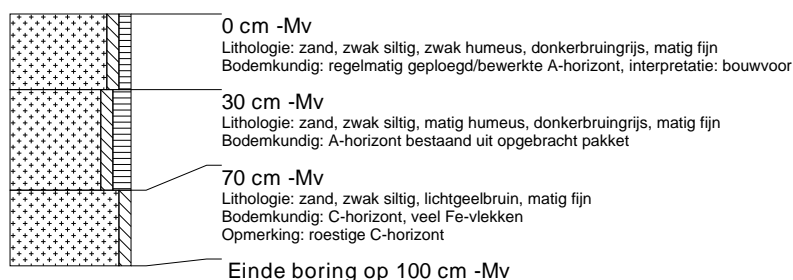 0 cm -Mv
Lithologie: zand, zwak siltig, zwak humeus, donkerbruingrijs, matig fijn
Bodemkundig: regelmatig geploegd/bewerkte A-horizont, interpretatie: bouwvoor
30 cm -Mv
Lithologie: zand, zwak siltig, matig humeus, donkerbruingrijs, matig fijn
Bodemkundig: A-horizont bestaand uit opgebracht pakket
70 cm -Mv
Lithologie: zand, zwak siltig, lichtgeelbruin, matig fijn
Bodemkundig: C-horizont, veel Fe-vlekken
Opmerking: roestige C-horizont
Einde boring op 100 cm -Mv